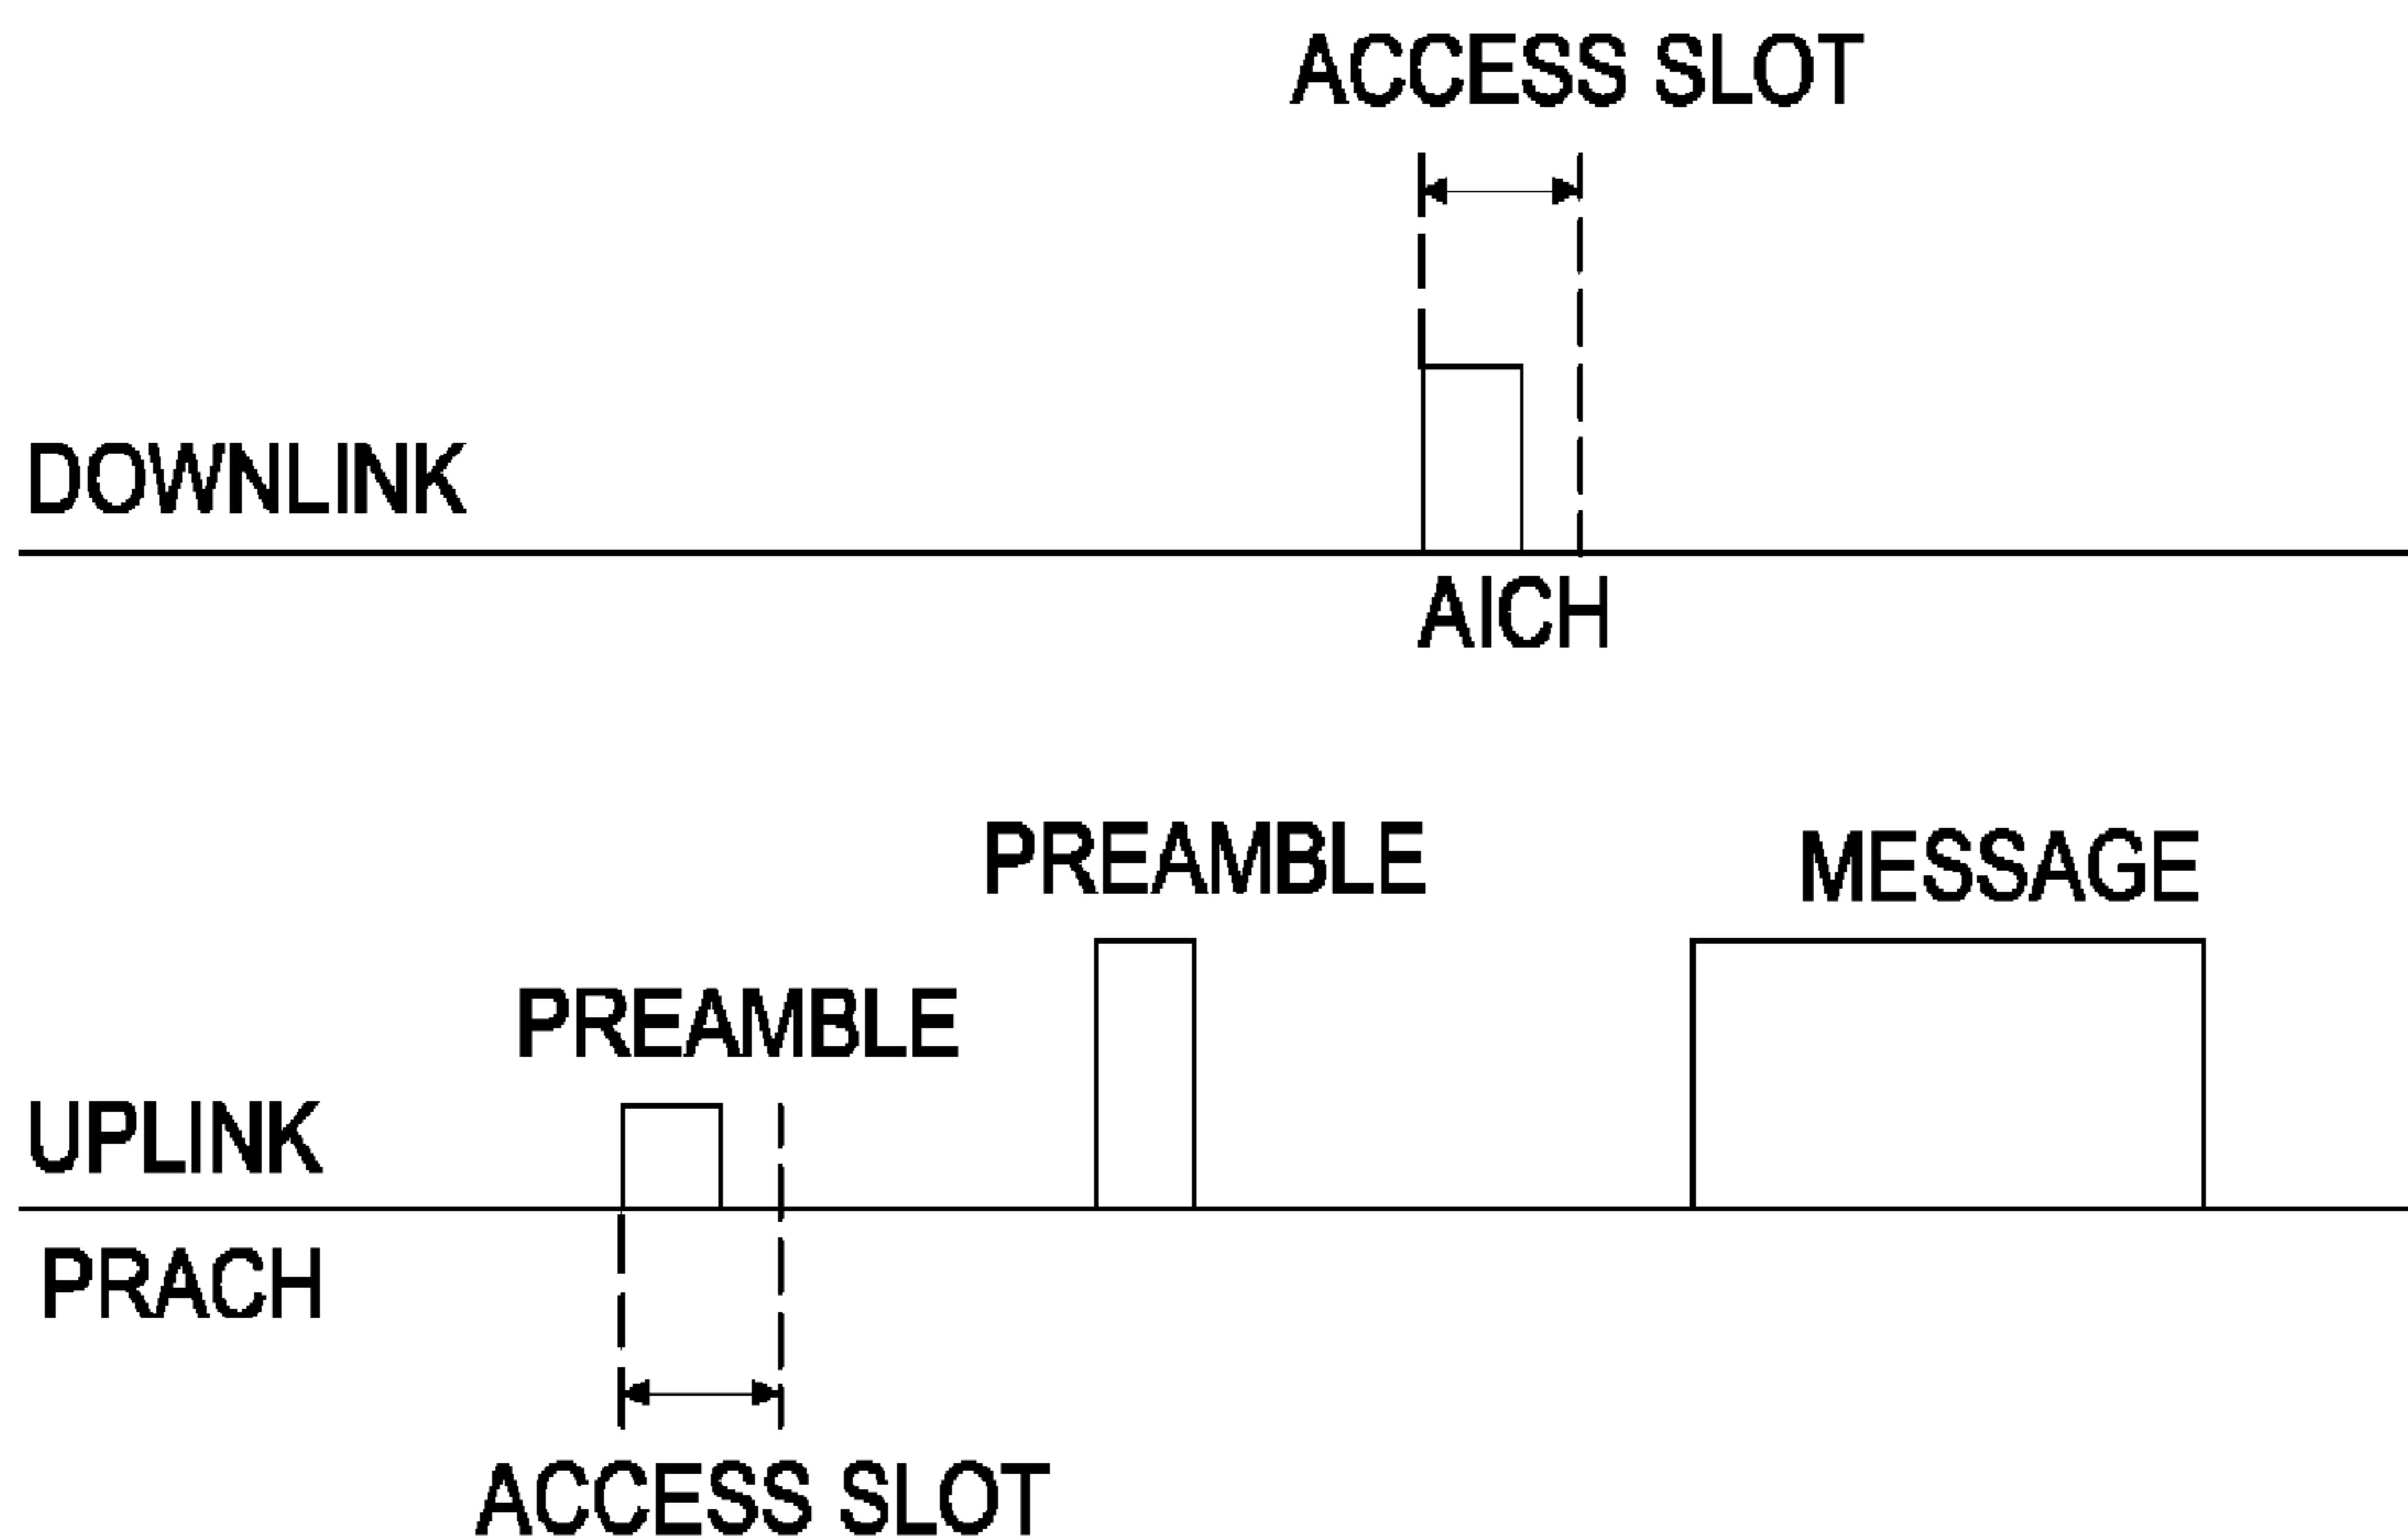 ACCESS SLOT
DOWNLINK
AICH
PREAMBLE
MESSAGE
PREAMBLE
UPLINK
PRACH
ACCESS SLOT